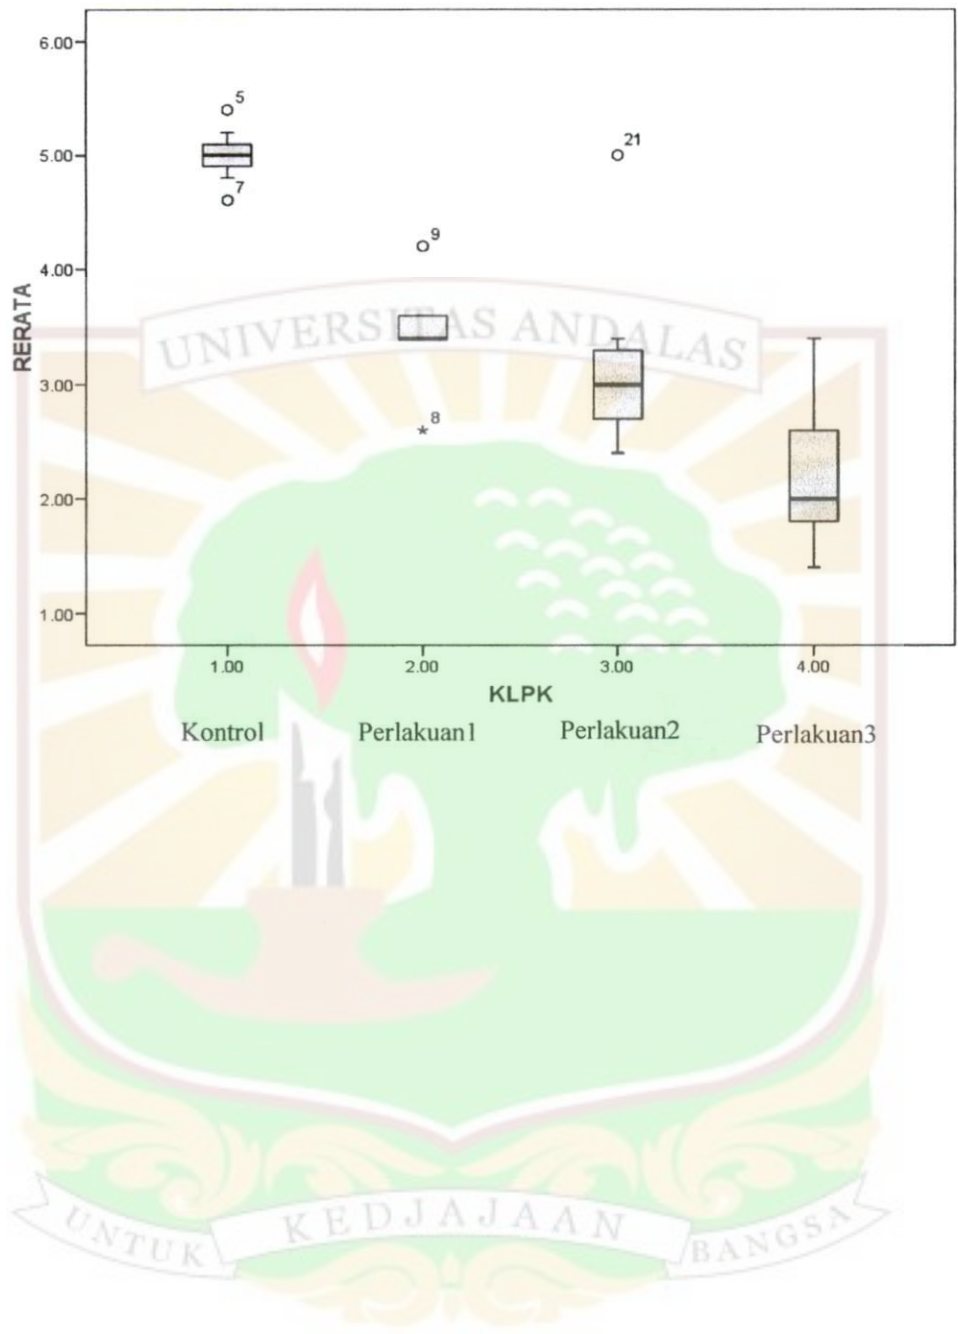 6.00
5
5.00
7
21
9
4.00
RERATA
UNIVERSITAS ANDALAS
3.00
8
2.00
1.00
1.00 2.00 3.00 4.00
KLPK
Kontrol Perlakuan1 Perlakuan2 Perlakuan3
UNTUK KEDJAJAAN BANGSA